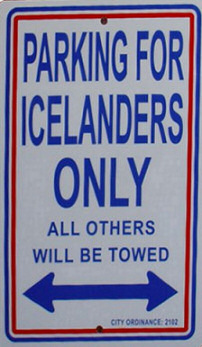 PARKING FOR
ICELANDERS
ONLY
ALL OTHERS
WILL BE TOWED
CITY ORDINANCE: 2102